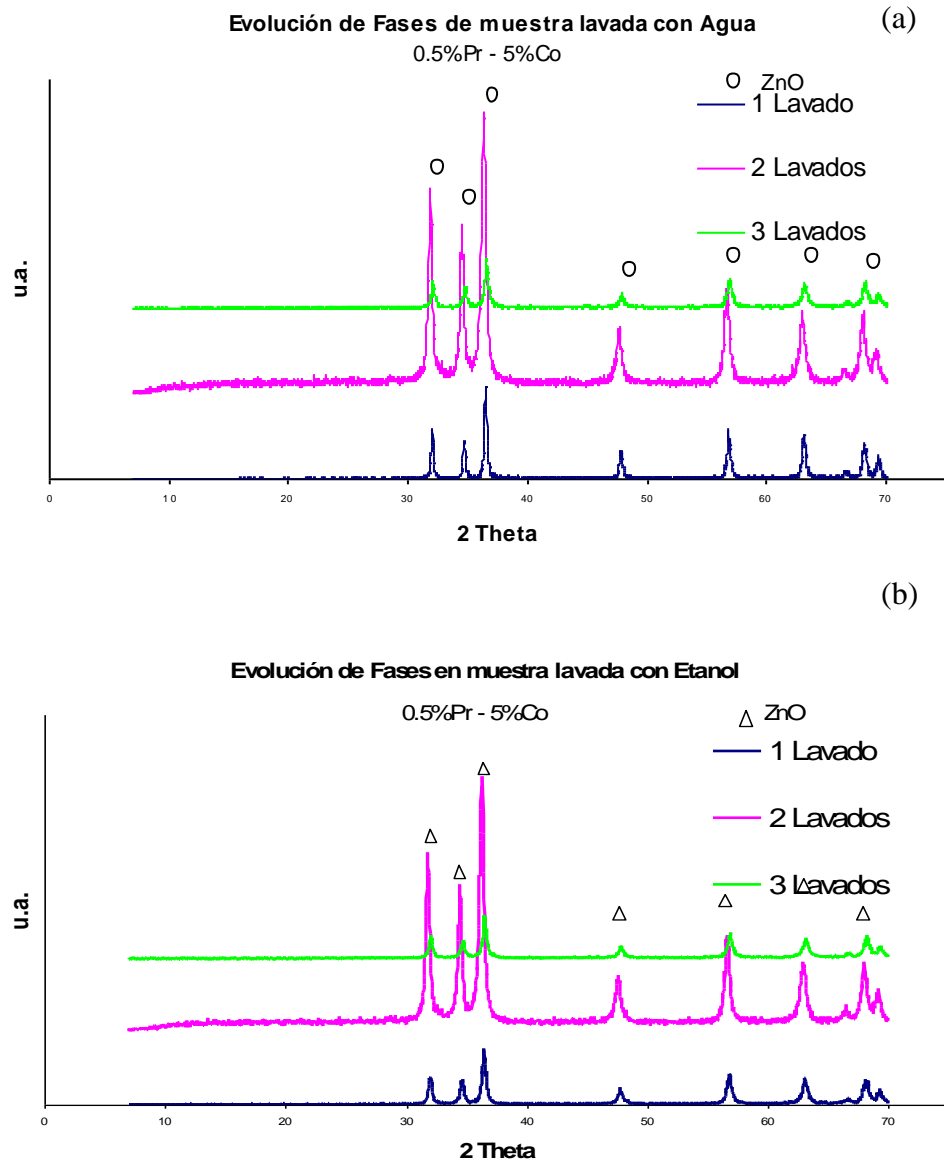 (a)
Evolución de Fases de muestra lavada con Agua
0.5%Pr - 5%Co
ZnO
1 Lavado
2 Lavados
3 Lavados
u.a.
0 10 20 30 40 50 60 70
2 Theta
(b)
Evolución de Fases en muestra lavada con Etanol
0.5%Pr - 5%Co
ZnO
1 Lavado
2 Lavados
3 Lavados
u.a.
0 10 20 30 40 50 60 70
2 Theta